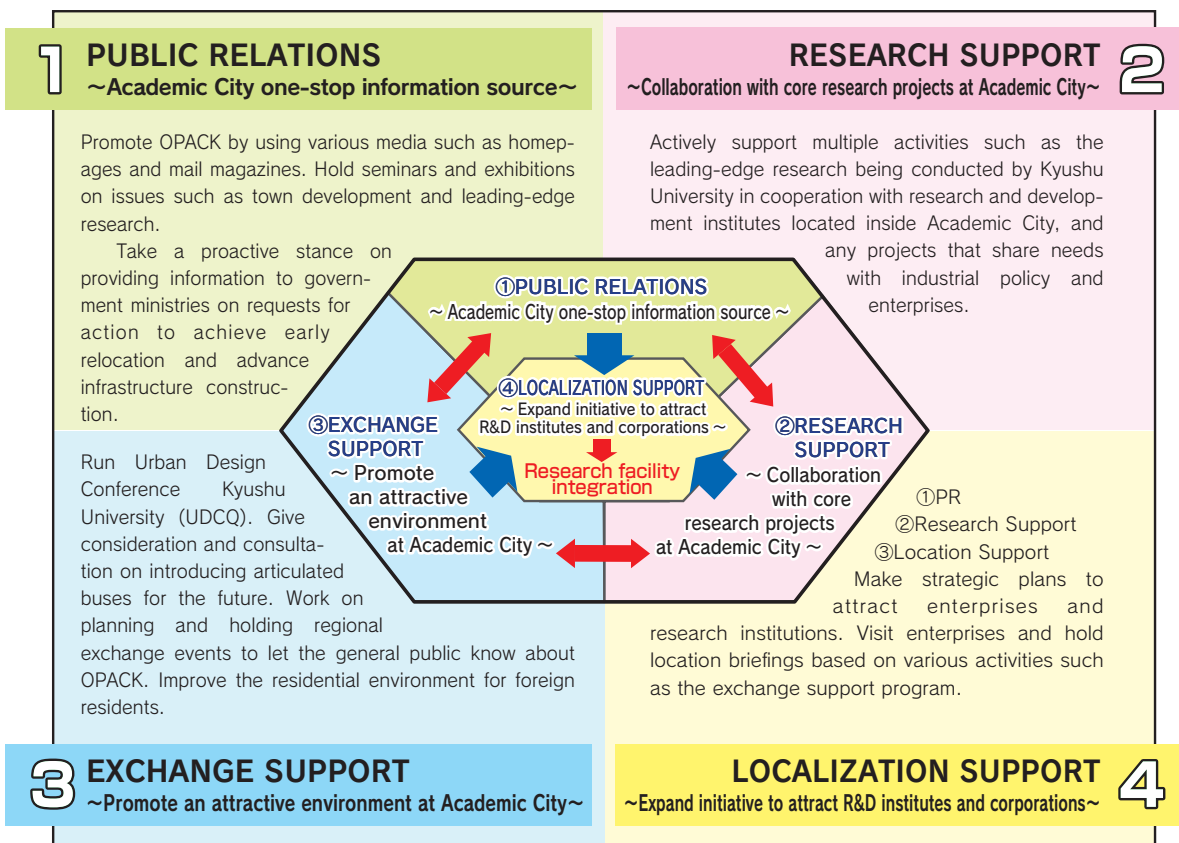 1 PUBLIC RELATIONS
~Academic City one-stop information source~
Promote OPACK by using various media such as homep-
ages and mail magazines. Hold seminars and exhibitions
on issues such as town development and leading-edge
research.
Take a proactive stance on
providing information to govern-
ment ministries on requests for
action to achieve early
relocation and advance
infrastructure construc-
tion.
RESEARCH SUPPORT 2
~Collaboration with core research projects at Academic City~
Actively support multiple activities such as the
leading-edge research being conducted by Kyushu
University in cooperation with research and develop-
ment institutes located inside Academic City, and
any projects that share needs
with industrial policy and
enterprises.
①PUBLIC RELATIONS
~ Academic City one-stop information source ~
④LOCALIZATION SUPPORT
~ Expand initiative to attract
R&D institutes and corporations ~
Research facility
integration
③EXCHANGE
SUPPORT
~ Promote
an attractive
environment
at Academic City ~
②RESEARCH
SUPPORT
~ Collaboration
with core
research projects
at Academic City ~
Run Urban Design
Conference Kyushu
University (UDCQ). Give
consideration and consulta-
tion on introducing articulated
buses for the future. Work on
planning and holding regional
exchange events to let the general public know about
OPACK. Improve the residential environment for foreign
residents.
3 EXCHANGE SUPPORT
~Promote an attractive environment at Academic City~
①PR
②Research Support
③Location Support
Make strategic plans to
attract enterprises and
research institutions. Visit enterprises and hold
location briefings based on various activities such
as the exchange support program.
LOCALIZATION SUPPORT 4
~Expand initiative to attract R&D institutes and corporations~